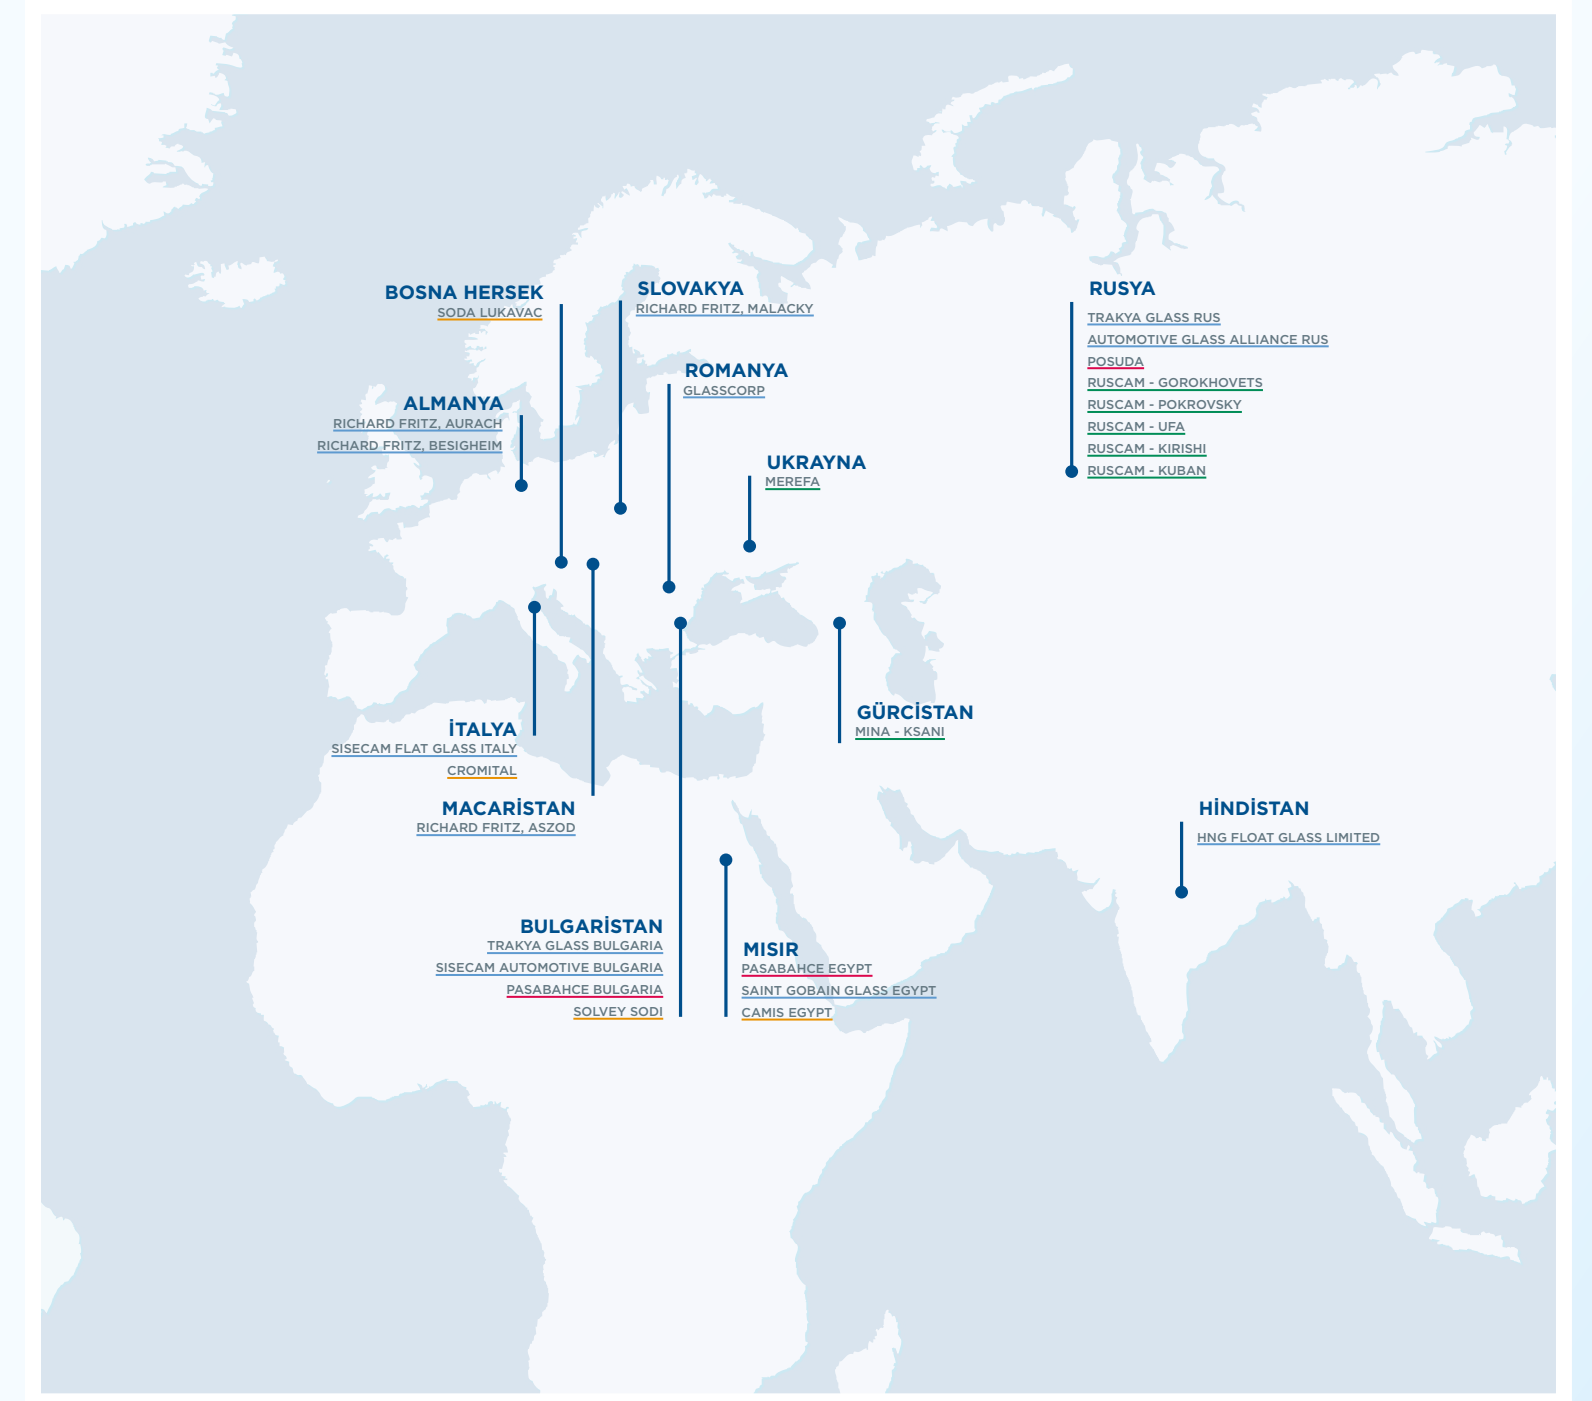 BOSNA HERSEK
SODA LUKAVAC
SLOVAKYA
RICHARD FRITZ, MALACKY
RUSYA
TRAKYA GLASS RUS
AUTOMOTIVE GLASS ALLIANCE RUS
POSUDA
RUSCAM - GOROKHOVETS
RUSCAM - POKROVSKY
RUSCAM - UFA
RUSCAM - KIRISHI
RUSCAM - KUBAN
ROMANYA
GLASSCORP
ALMANYA
RICHARD FRITZ, AURACH
RICHARD FRITZ, BESIGHEIM
UKRAYNA
MEREFA
GÜRCİSTAN
MINA - KSANI
İTALYA
SISECAM FLAT GLASS ITALY
CROMITAL
MACARİSTAN
RICHARD FRITZ, ASZOD
HİNDİSTAN
HNG FLOAT GLASS LIMITED
BULGARİSTAN
TRAKYA GLASS BULGARIA
SISECAM AUTOMOTIVE BULGARIA
PASABAHCE BULGARIA
SOLVEY SODI
MISIR
PASABAHCE EGYPT
SAINT GOBAIN GLASS EGYPT
CAMIS EGYPT